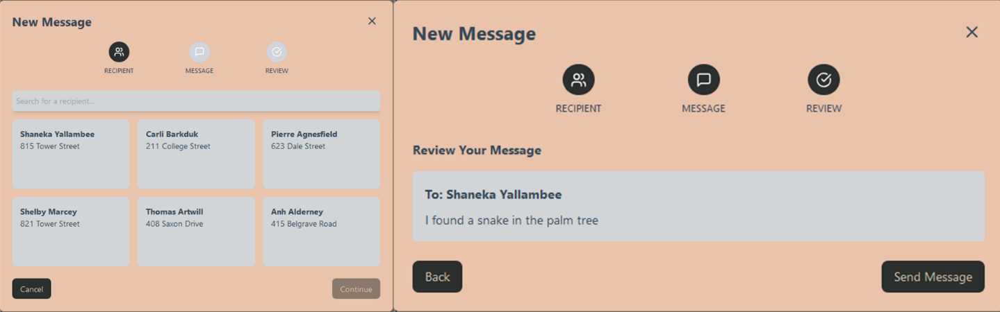 New Message
RECIPIENT
MESSAGE
REVIEW
Search for a recipient...
Shaneka Yallambee
815 Tower Street
Carli Barkduk
211 College Street
Pierre Agnesfield
623 Dale Street
Shelby Marcey
821 Tower Street
Thomas Artwill
408 Saxon Drive
Anh Alderney
415 Belgrave Road
Cancel
Continue
New Message
RECIPIENT
MESSAGE
REVIEW
Review Your Message
To: Shaneka Yallambee
I found a snake in the palm tree
Back
Send Message